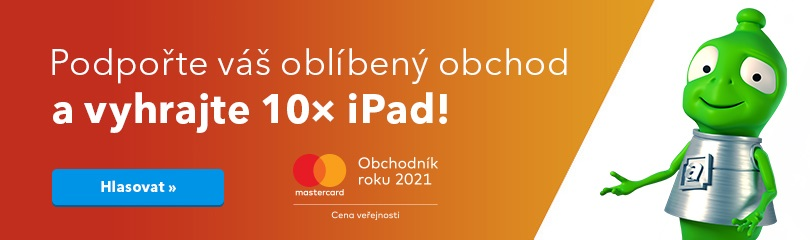 Podpořte váš oblíbený obchod
a vyhrajte 10× iPad!
Hlasovat »
mastercard
Obchodník
roku 2021
Cena veřejnosti
a